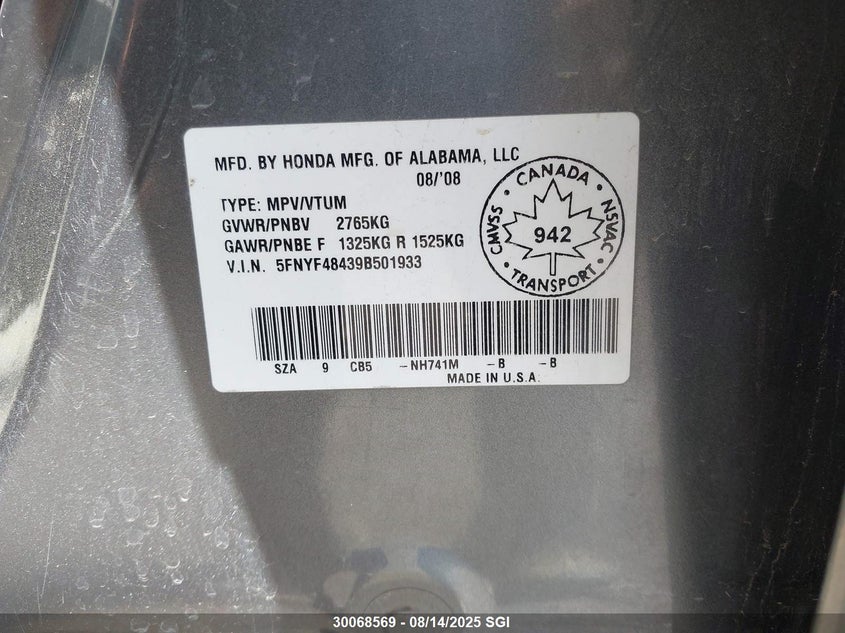 MFD. BY HONDA MFG. OF ALABAMA, LLC
08/'08
TYPE: MPV/VTUM
GVWR/PNBV 2765KG
GAWR/PNBE F 1325KG R 1525KG
V.I.N. 5FNYF48439B501933
CANADA
CMVSS
NSVAC
942
TRANSPORT
SZA 9 CB5 -NH741M -B -B
MADE IN U.S.A.
30068569 - 08/14/2025 SGI